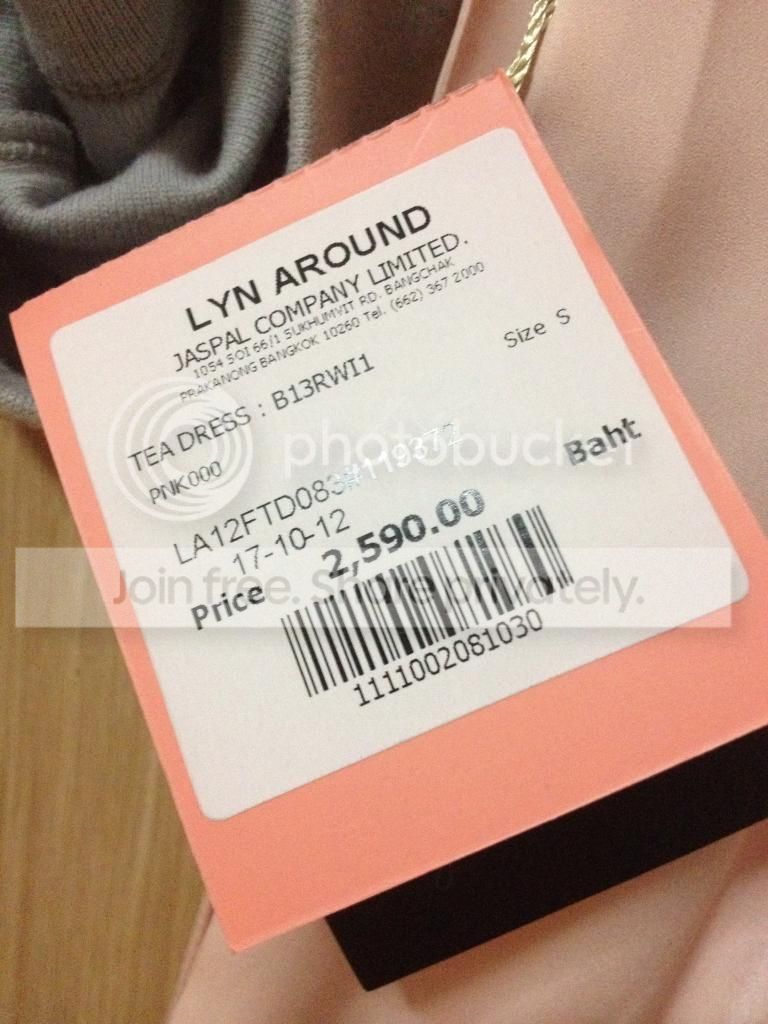 LYN AROUND
JASPAL COMPANY LIMITED.
1054 SOI 66/1 SUKHUMVIT RD. BANGCHAK
PRAKANONG BANGKOK 10260 Tel. (662) 367 2000
Size S
TEA DRESS : B13RWI1
PNK000
LA12FTD083#119372
17-10-12
Price 2,590.00 Baht
1111002081030
photobucket
Join free. Share privately.